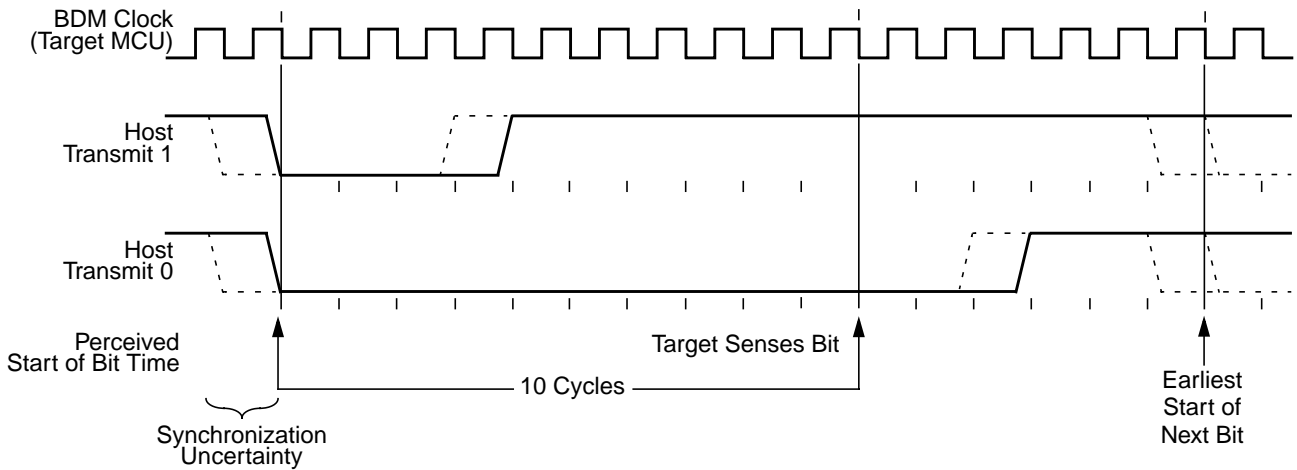 BDM Clock
(Target MCU)
Host
Transmit 1
Host
Transmit 0
Perceived
Start of Bit Time
Target Senses Bit
10 Cycles
Earliest
Start of
Next Bit
Synchronization
Uncertainty